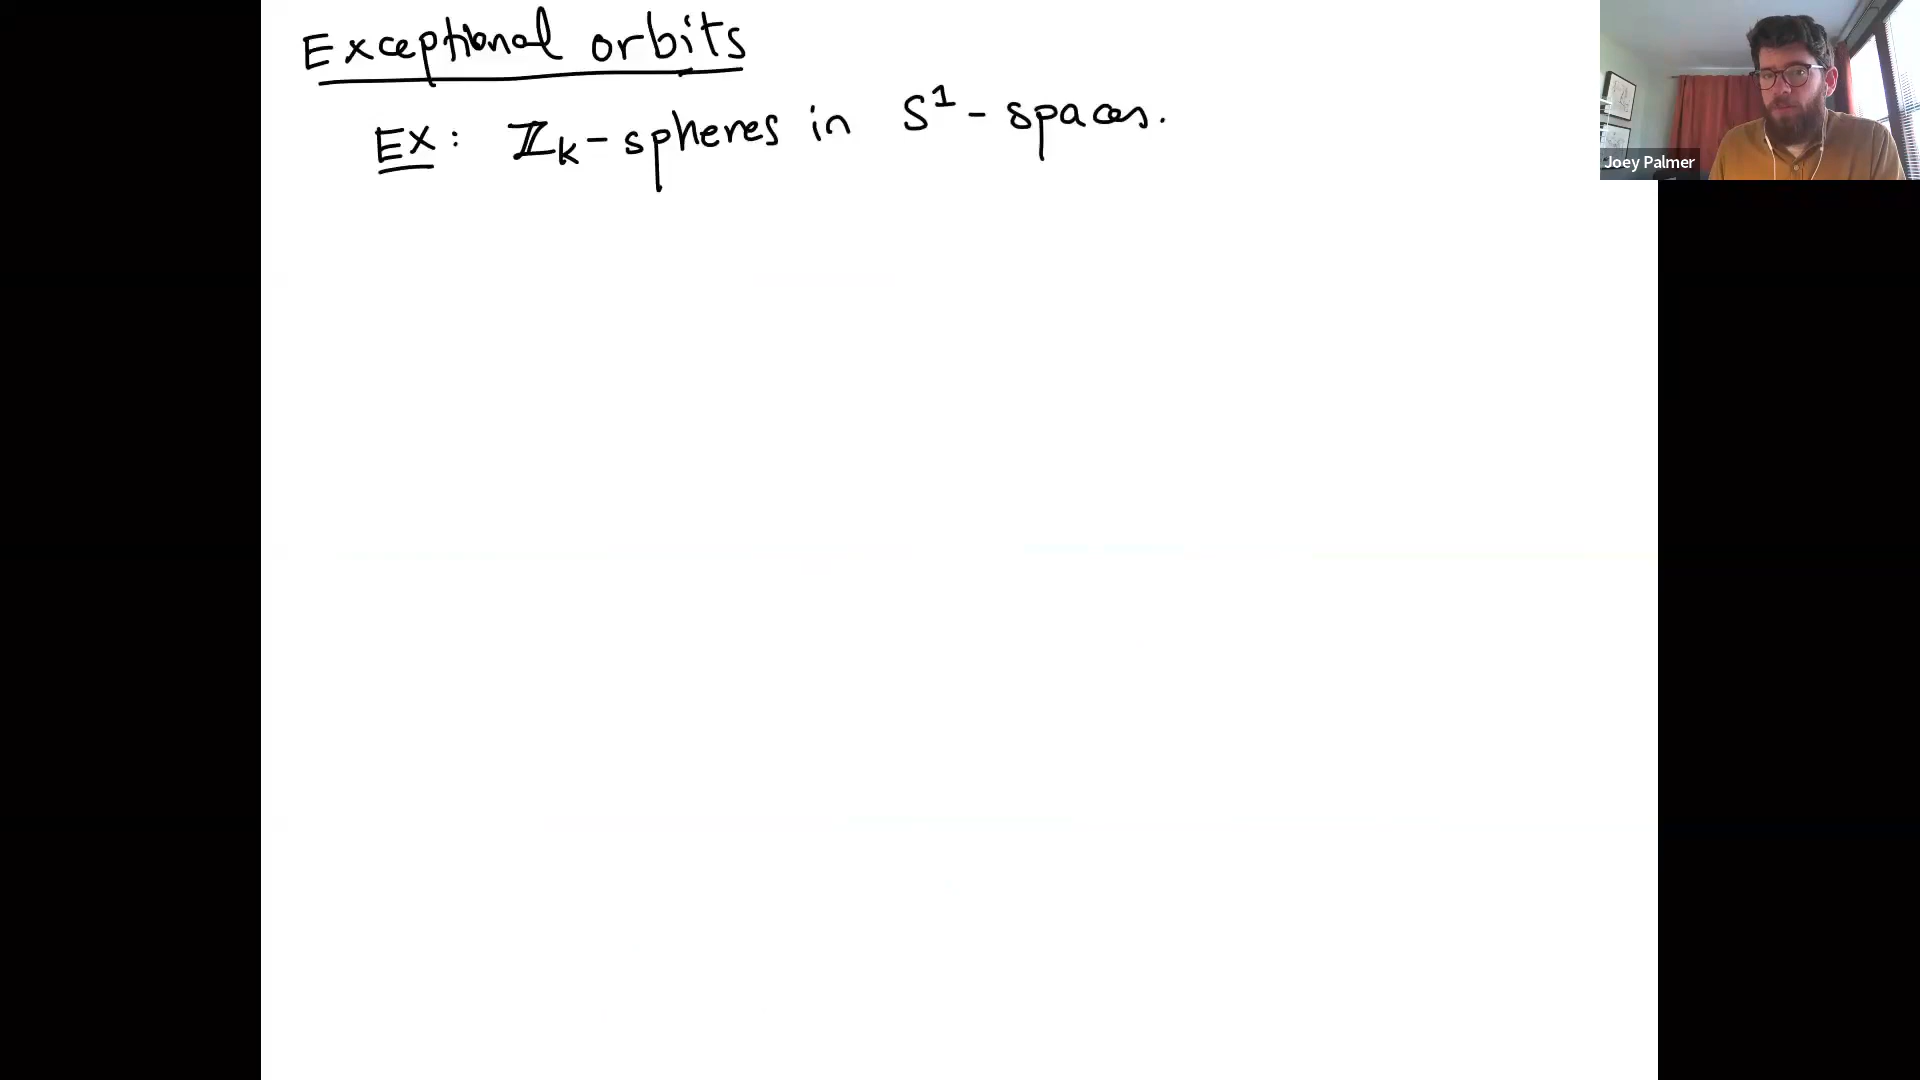 Exceptional orbits
EX: ℤk-spheres in S¹-spaces.
Joey Palmer